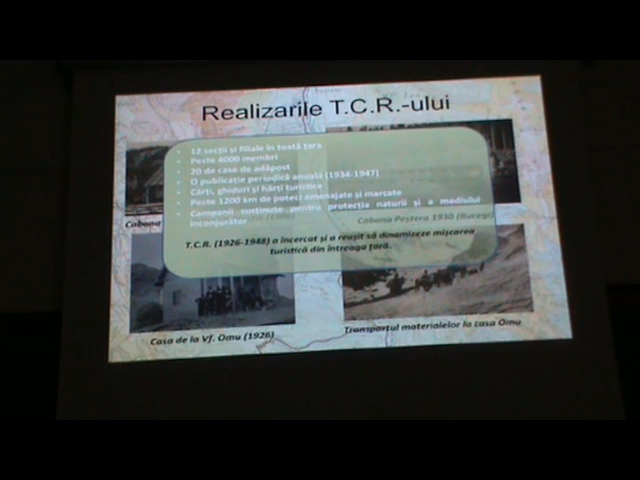 Realizarile T.C.R.-ului
• 12 secții și filiale în toată țara
• Peste 4000 membri
• 20 de case de adăpost
• O publicație periodică anuală (1934-1947)
• Cărți, ghiduri și hărți turistice
• Peste 1200 km de poteci amenajate și marcate
• Campanii susținute pentru protecția naturii și a mediului
înconjurător
T.C.R. (1926-1948) a încercat și a reușit să dinamizeze mișcarea
turistică din întreaga țară.
Cabana
Cabana Peștera 1930 (Bucegi)
Casa de la Vf. Omu (1926)
Transportul materialelor la casa Omu